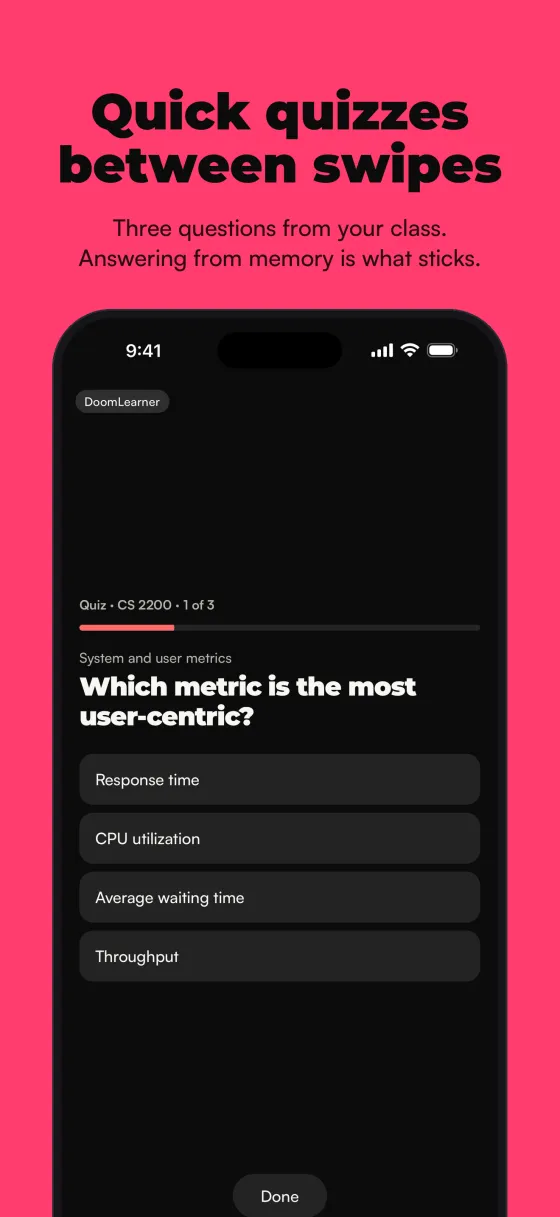 Quick quizzes
between swipes
Three questions from your class.
Answering from memory is what sticks.
9:41
DoomLearner
Quiz · CS 2200 · 1 of 3
System and user metrics
Which metric is the most
user-centric?
Response time
CPU utilization
Average waiting time
Throughput
Done